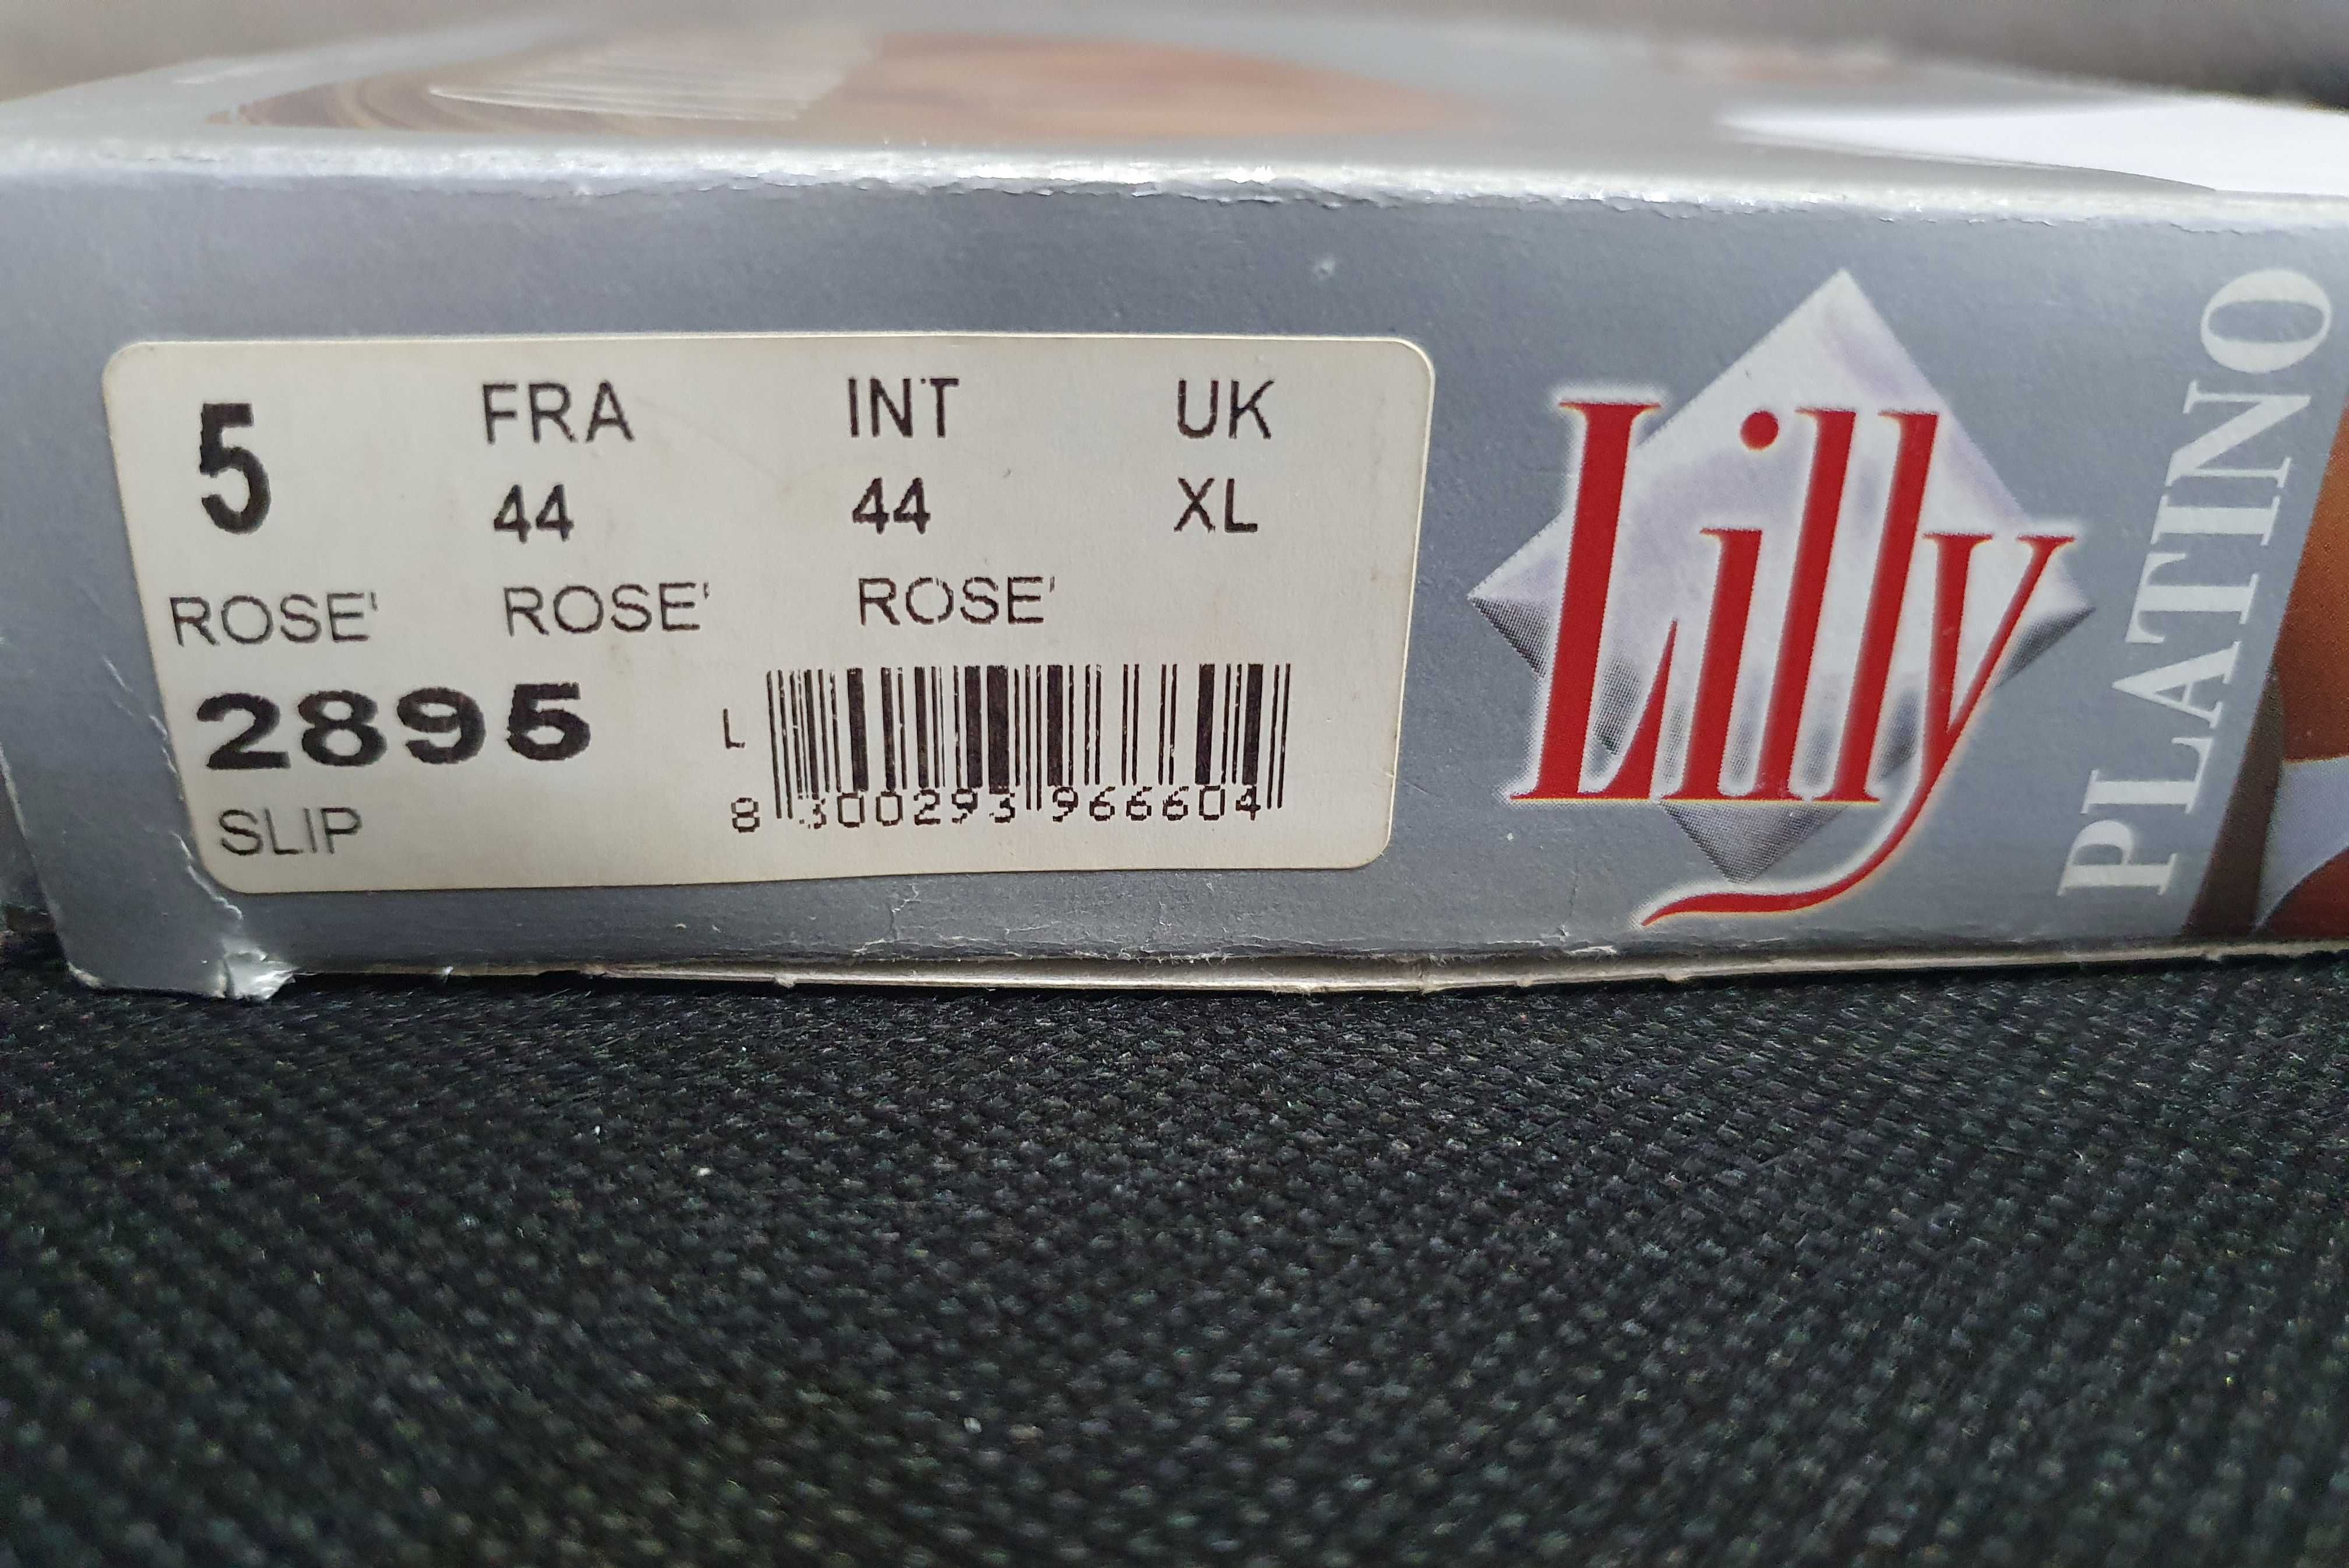 5 FRA INT UK
44 44 XL
ROSE' ROSE' ROSE'
2895
L
8 300293 966604
SLIP
Lilly
PLATINO